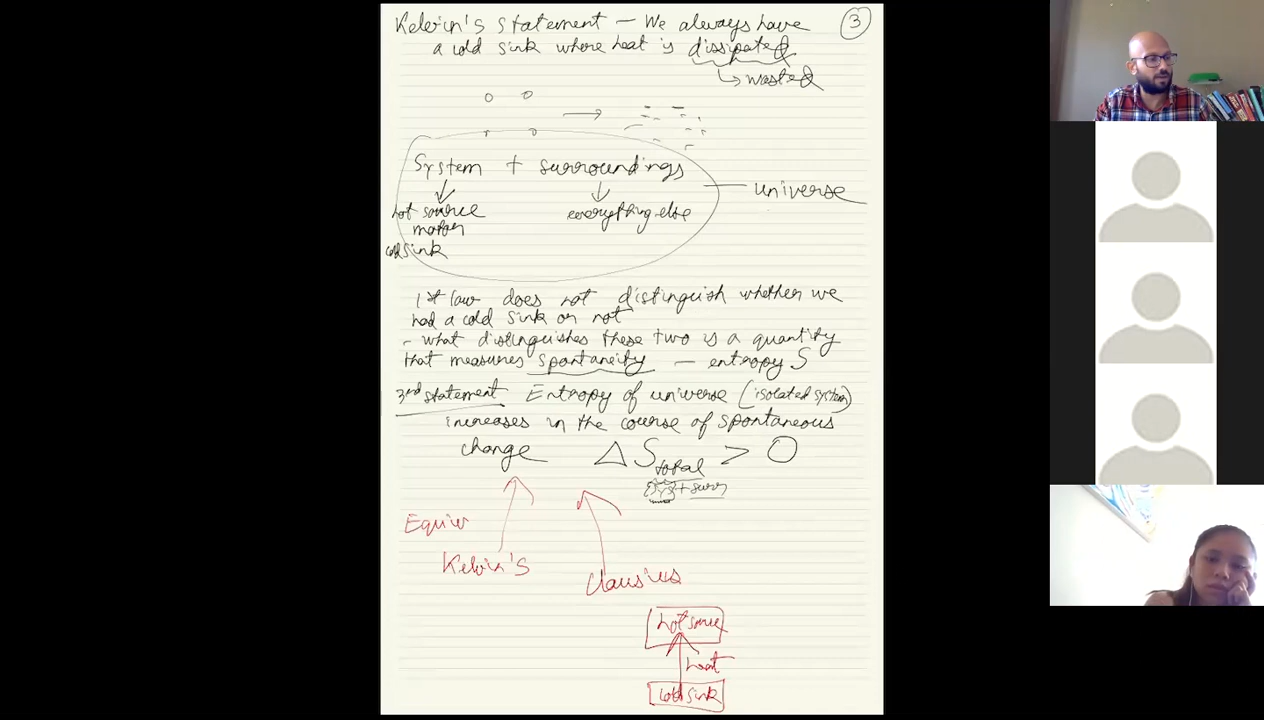 Kelvin's statement - We always have
3
a cold sink where heat is dissipated
↳ wasted
System + surroundings
universe
hot source
everything else
motor
cold sink
1st law does not distinguish whether we
had a cold sink or not
- what distinguishes these two is a quantity
that measures spontaneity - entropy S
3rd statement Entropy of universe (isolated system)
increases in the course of spontaneous
change Δ S total > 0
sys + surr
Equiv
Kelvin's
Clausius
hot source
heat
cold sink